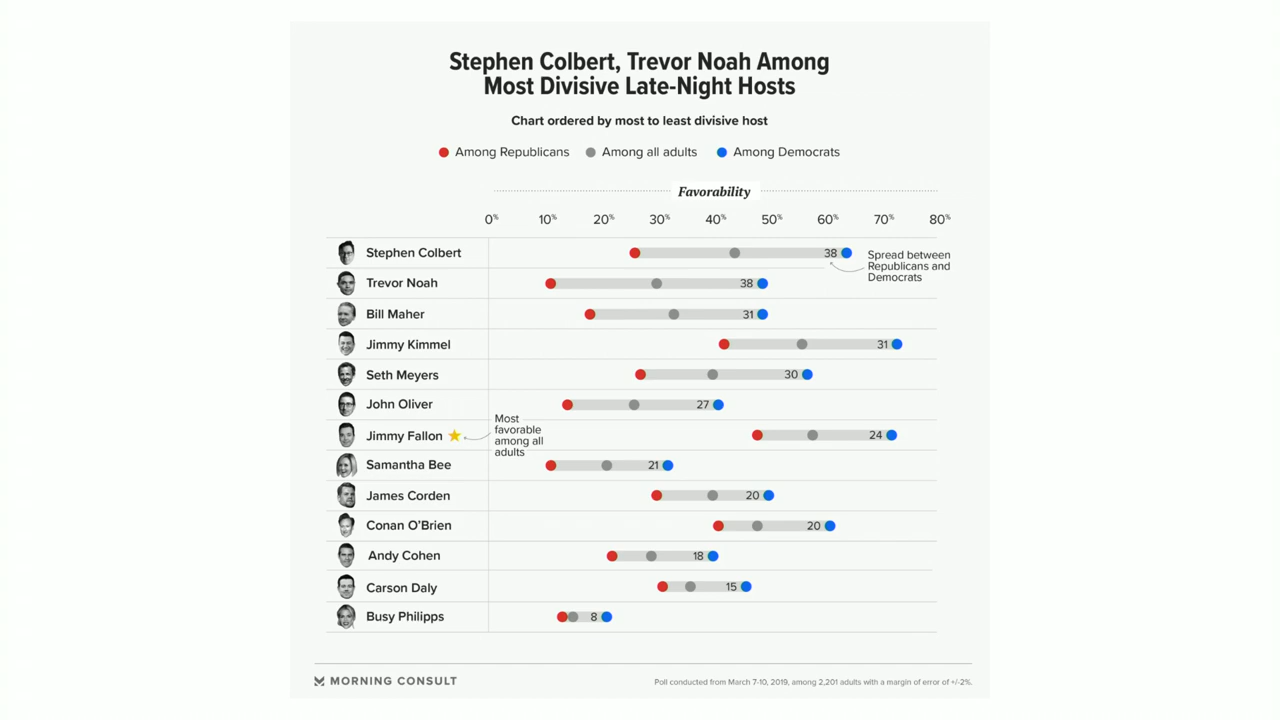 Stephen Colbert, Trevor Noah Among
Most Divisive Late-Night Hosts
Chart ordered by most to least divisive host
Among Republicans Among all adults Among Democrats
Favorability
0% 10% 20% 30% 40% 50% 60% 70% 80%
Stephen Colbert 38
Spread between
Republicans and
Democrats
Trevor Noah 38
Bill Maher 31
Jimmy Kimmel 31
Seth Meyers 30
John Oliver 27
Jimmy Fallon 24
Most
favorable
among all
adults
Samantha Bee 21
James Corden 20
Conan O'Brien 20
Andy Cohen 18
Carson Daly 15
Busy Philipps 8
MORNING CONSULT
Poll conducted from March 7-10, 2019, among 2,201 adults with a margin of error of +/-2%.